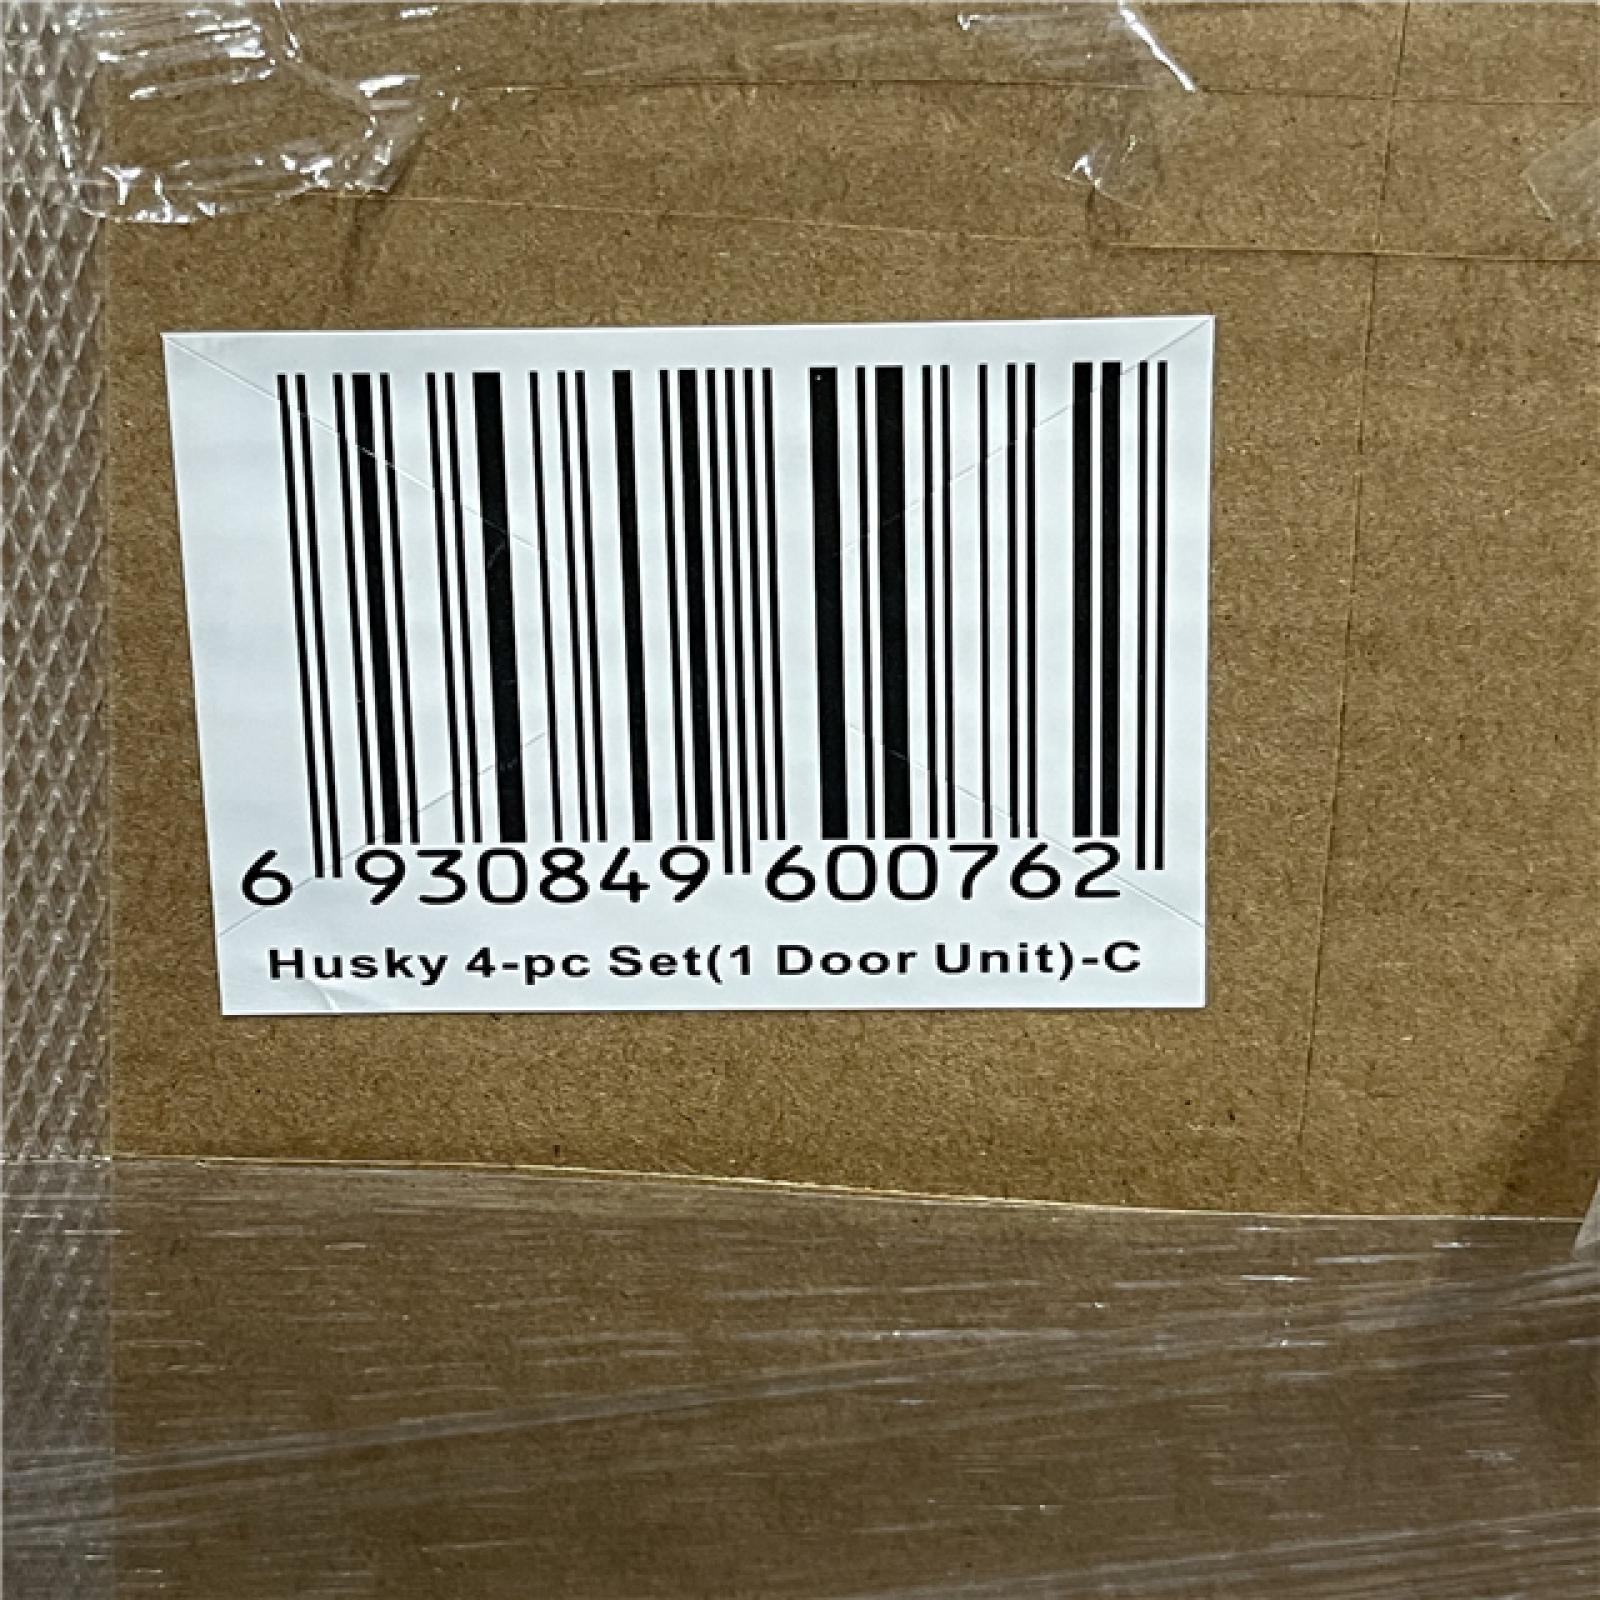 6 930849 600762
Husky 4-pc Set(1 Door Unit)-C